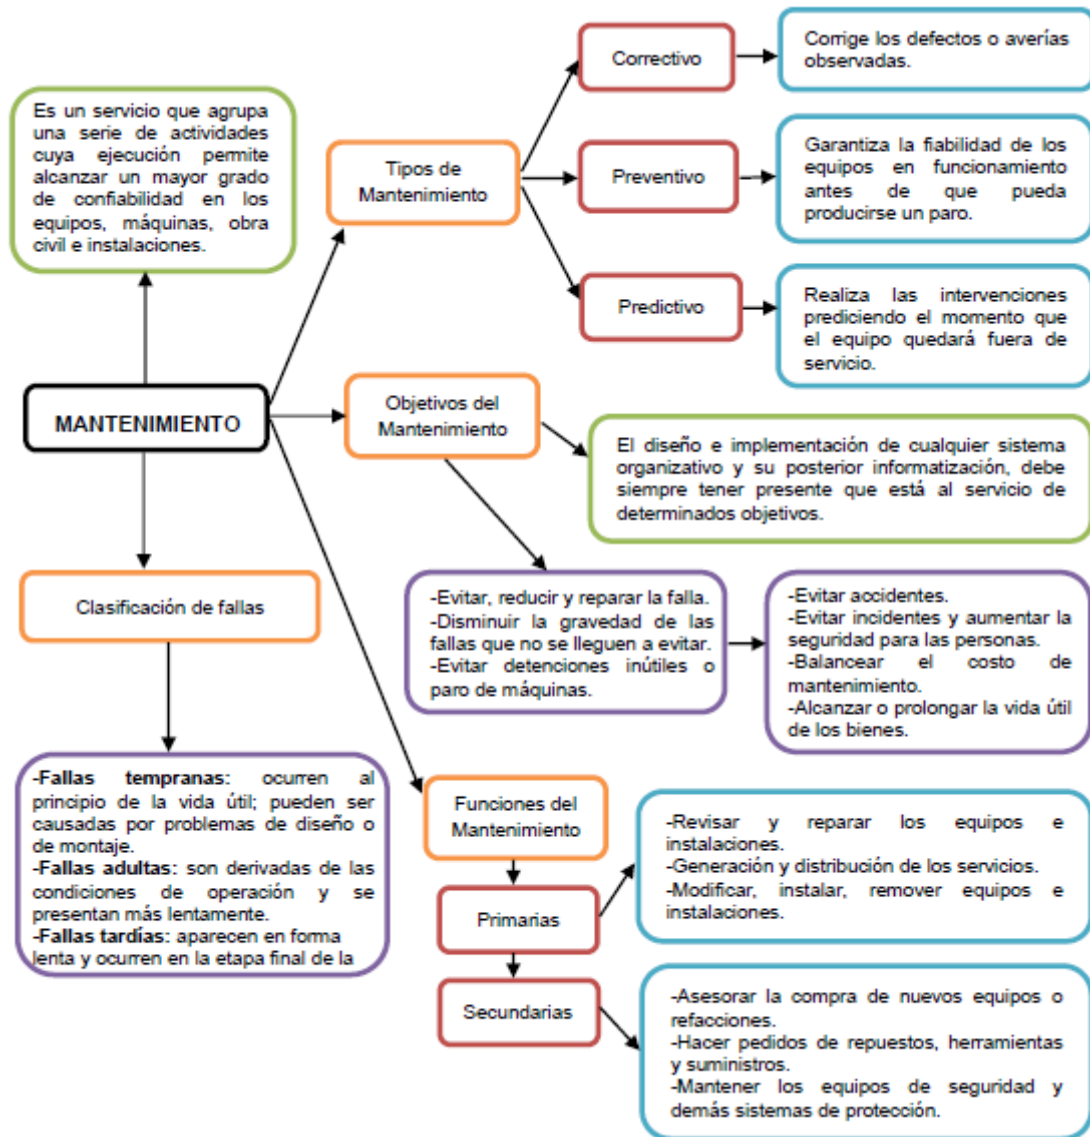 Correctivo
Corrige los defectos o averías
observadas.
Es un servicio que agrupa
una serie de actividades
cuya ejecución permite
alcanzar un mayor grado
de confiabilidad en los
equipos, máquinas, obra
civil e instalaciones.
Tipos de
Mantenimiento
Preventivo
Garantiza la fiabilidad de los
equipos en funcionamiento
antes de que pueda
producirse un paro.
Predictivo
Realiza las intervenciones
prediciendo el momento que
el equipo quedará fuera de
servicio.
MANTENIMIENTO
Objetivos del
Mantenimiento
El diseño e implementación de cualquier sistema
organizativo y su posterior informatización, debe
siempre tener presente que está al servicio de
determinados objetivos.
Clasificación de fallas
-Evitar, reducir y reparar la falla.
-Disminuir la gravedad de las
fallas que no se lleguen a evitar.
-Evitar detenciones inútiles o
paro de máquinas.
-Evitar accidentes.
-Evitar incidentes y aumentar la
seguridad para las personas.
-Balancear el costo de
mantenimiento.
-Alcanzar o prolongar la vida útil
de los bienes.
-Fallas tempranas: ocurren al
principio de la vida útil; pueden ser
causadas por problemas de diseño o
de montaje.
-Fallas adultas: son derivadas de las
condiciones de operación y se
presentan más lentamente.
-Fallas tardías: aparecen en forma
lenta y ocurren en la etapa final de la
Funciones del
Mantenimiento
Primarias
-Revisar y reparar los equipos e
instalaciones.
-Generación y distribución de los servicios.
-Modificar, instalar, remover equipos e
instalaciones.
Secundarias
-Asesorar la compra de nuevos equipos o
refacciones.
-Hacer pedidos de repuestos, herramientas
y suministros.
-Mantener los equipos de seguridad y
demás sistemas de protección.